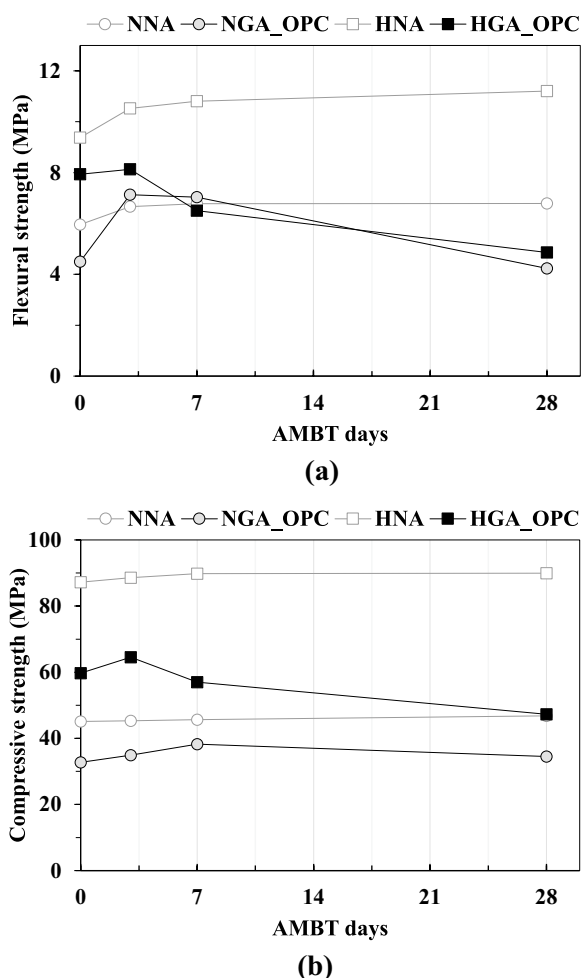 NNA NGA_OPC HNA HGA_OPC
12
8
4
0
Flexural strength (MPa)
0 7 14 21 28
AMBT days
(a)
NNA NGA_OPC HNA HGA_OPC
100
80
60
40
20
0
Compressive strength (MPa)
0 7 14 21 28
AMBT days
(b)